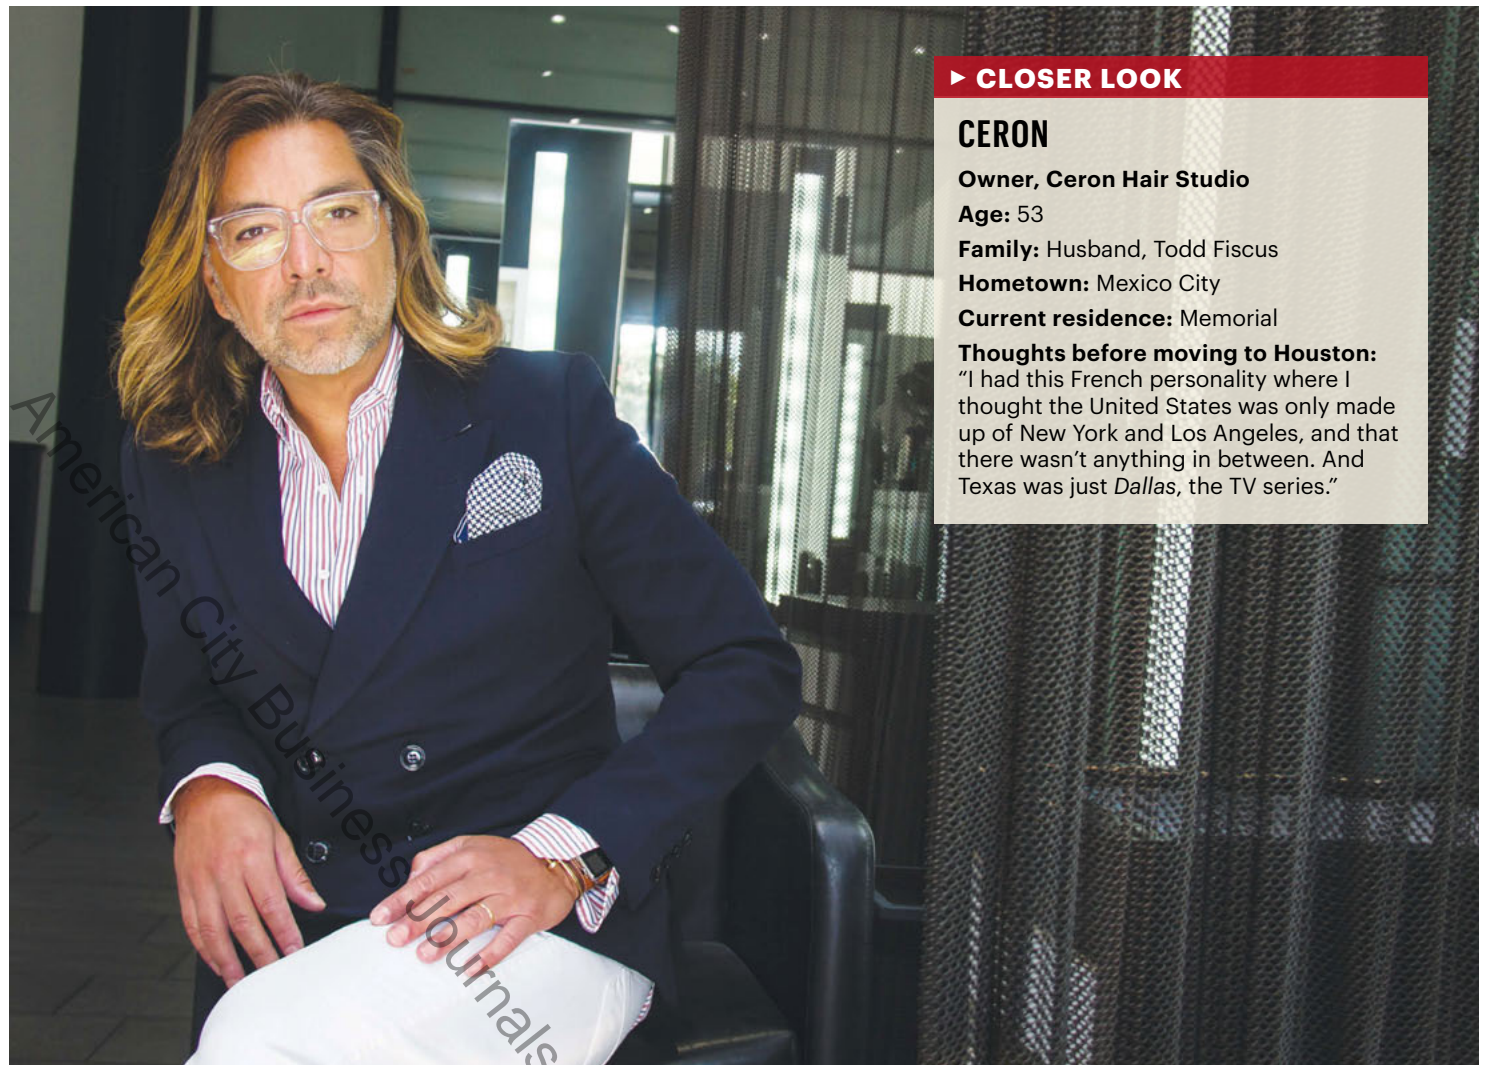 ► CLOSER LOOK
CERON
Owner, Ceron Hair Studio
Age: 53
Family: Husband, Todd Fiscus
Hometown: Mexico City
Current residence: Memorial
Thoughts before moving to Houston:
“I had this French personality where I
thought the United States was only made
up of New York and Los Angeles, and that
there wasn’t anything in between. And
Texas was just Dallas, the TV series.”
American City Business Journals